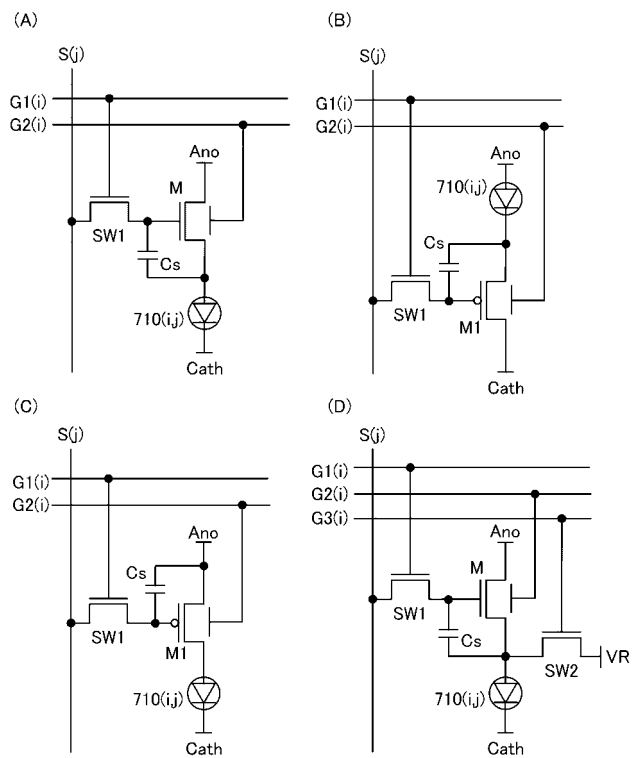 (A)
S(j)
G1(i)
G2(i)
Ano
M
SW1
Cs
710(i,j)
Cath
(B)
S(j)
G1(i)
G2(i)
Ano
710(i,j)
Cs
SW1
M1
Cath
(C)
S(j)
G1(i)
G2(i)
Ano
Cs
SW1
M1
710(i,j)
Cath
(D)
S(j)
G1(i)
G2(i)
G3(i)
Ano
M
SW1
Cs
SW2
VR
710(i,j)
Cath